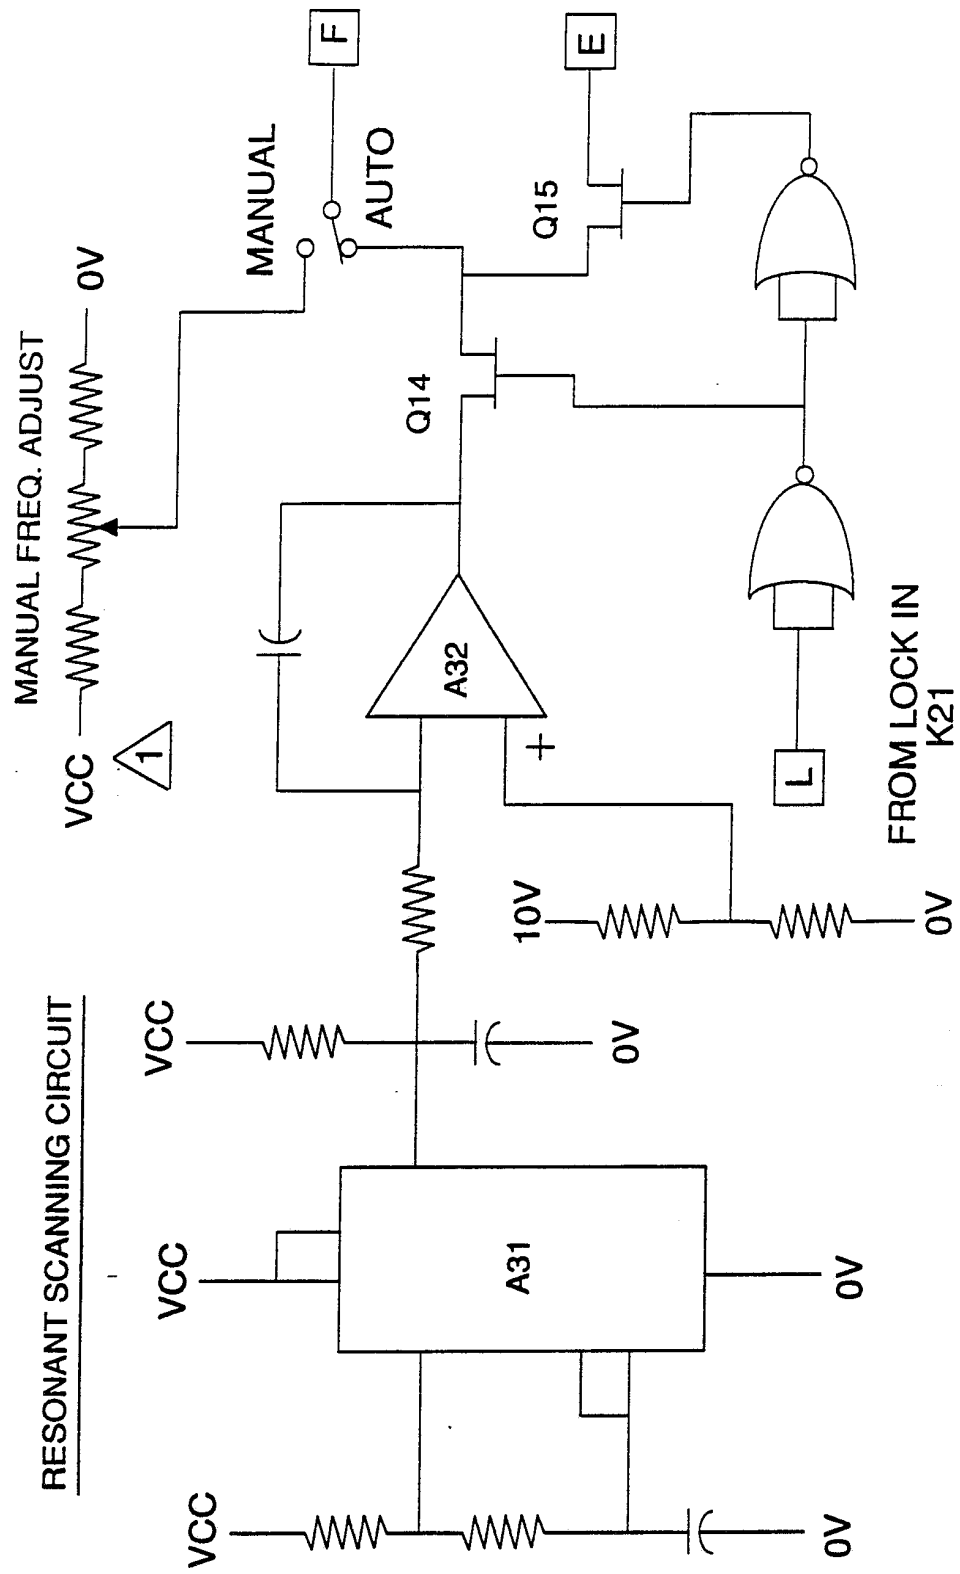 RESONANT SCANNING CIRCUIT
MANUAL FREQ. ADJUST
VCC
0V
1
MANUAL
F
AUTO
VCC
VCC
VCC
0V
A31
0V
0V
10V
0V
A32
+
Q14
Q15
E
L
FROM LOCK IN
K21